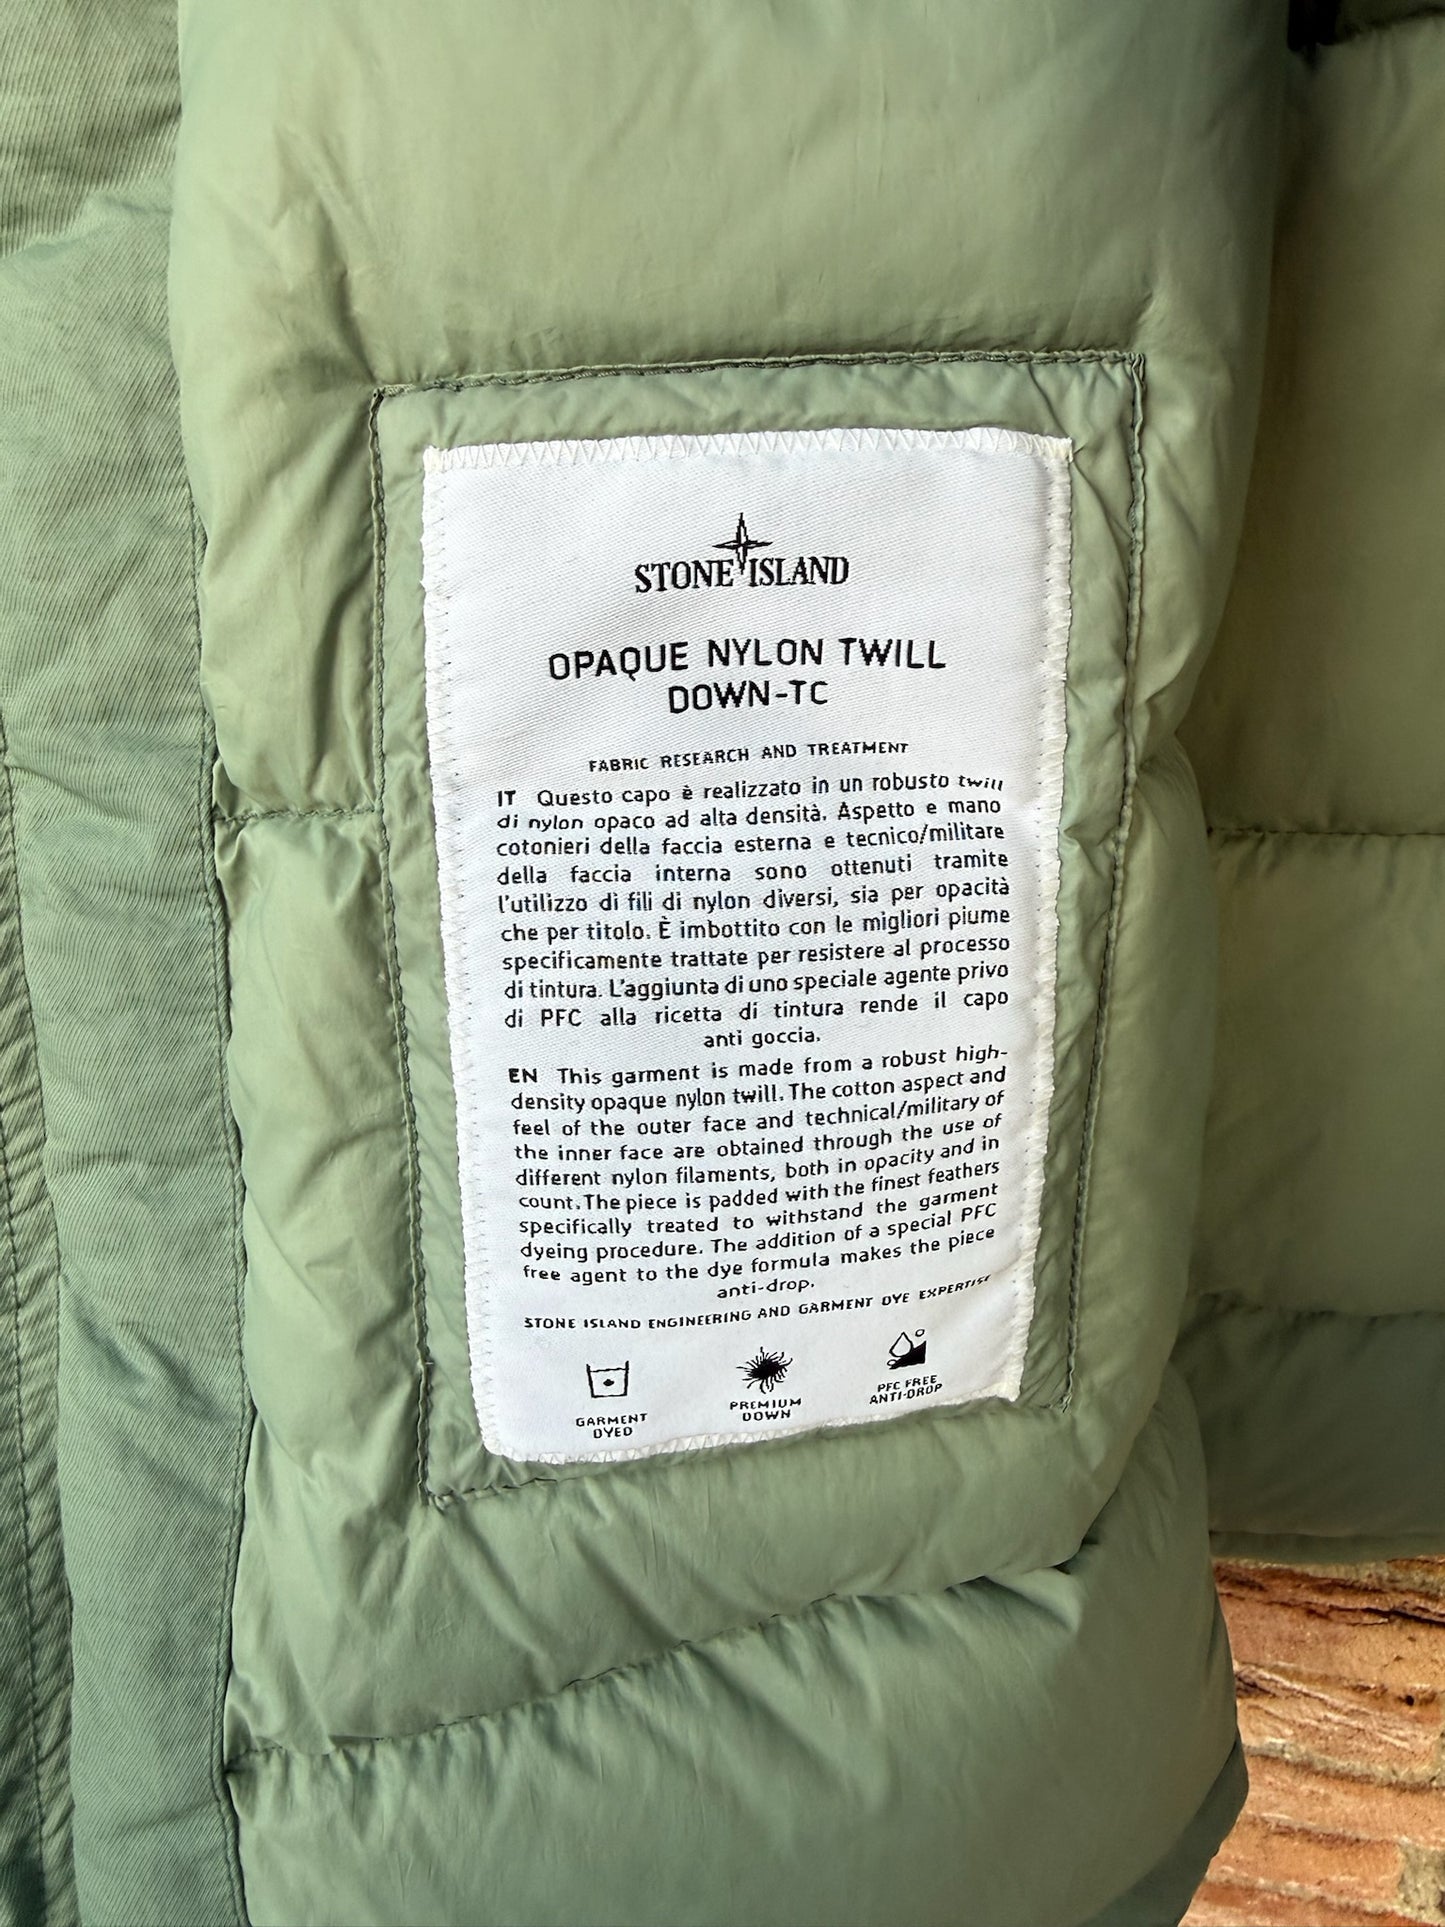 STONE ISLAND
OPAQUE NYLON TWILL
DOWN-TC
FABRIC RESEARCH AND TREATMENT
IT Questo capo è realizzato in un robusto twill
di nylon opaco ad alta densità. Aspetto e mano
cotonieri della faccia esterna e tecnico/militare
della faccia interna sono ottenuti tramite
l'utilizzo di fili di nylon diversi, sia per opacità
che per titolo. È imbottito con le migliori piume
specificamente trattate per resistere al processo
di tintura. L'aggiunta di uno speciale agente privo
di PFC alla ricetta di tintura rende il capo
anti goccia.
EN This garment is made from a robust high-
density opaque nylon twill. The cotton aspect and
feel of the outer face and technical/military of
the inner face are obtained through the use of
different nylon filaments, both in opacity and in
count. The piece is padded with the finest feathers
specifically treated to withstand the garment
dyeing procedure. The addition of a special PFC
free agent to the dye formula makes the piece
anti-drop.
STONE ISLAND ENGINEERING AND GARMENT DYE EXPERTISE
GARMENT
DYED
PREMIUM
DOWN
PFC FREE
ANTI-DROP